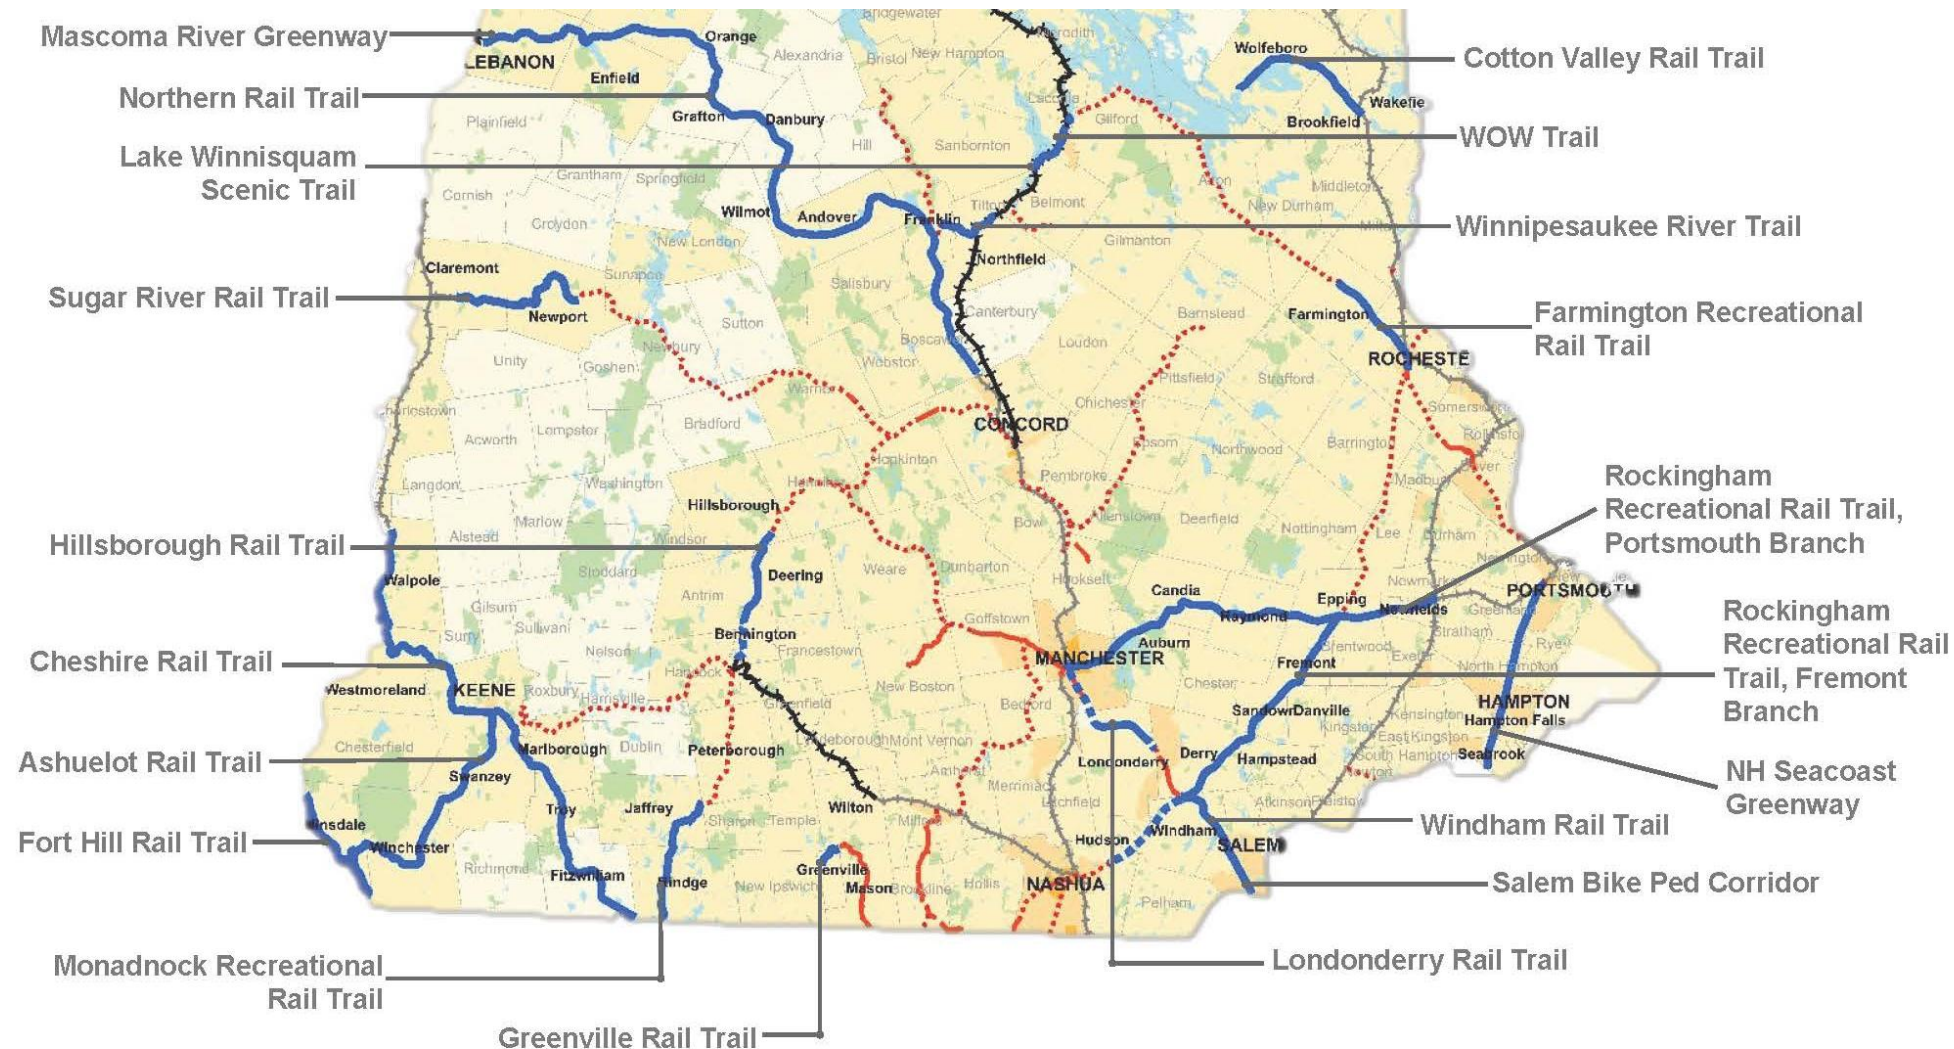 Mascoma River Greenway
Northern Rail Trail
Lake Winnisquam
Scenic Trail
Sugar River Rail Trail
Hillsborough Rail Trail
Cheshire Rail Trail
Ashuelot Rail Trail
Fort Hill Rail Trail
Monadnock Recreational
Rail Trail
Greenville Rail Trail
Bridgewater
Orange
Alexandria
Bristol
New Hampton
LEBANON
Enfield
Wolfeboro
Grafton
Danbury
Plainfield
Hill
Sanbornton
Gilford
Wakefie
Brookfield
Grantham
Springfield
Cornish
Croydon
Wilmot
Andover
Franklin
Tilton
Belmont
Middleton
New Durham
New London
Gilmanton
Claremont
Sunapee
Northfield
Salisbury
Newport
Sutton
Canterbury
Barnstead
Farmington
Unity
Goshen
Newbury
Webster
Loudon
ROCHESTE
Pittsfield
Strafford
Acworth
Lempster
Bradford
Chichester
CONCORD
Epsom
Northwood
Barrington
Langdon
Washington
Hopkinton
Pembroke
Hillsborough
Marlow
Alstead
Windsor
Bow
Allenstown
Deerfield
Nottingham
Lee
Madbury
Durham
Walpole
Stoddard
Deering
Weare
Dunbarton
Hooksett
Candia
Epping
PORTSMOUTH
Gilsum
Antrim
Surry
Sullivan
Goffstown
Raymond
Newfields
Nelson
Bennington
Francestown
MANCHESTER
Auburn
Fremont
Brentwood
Exeter
Stratham
Rye
North Hampton
Westmoreland
KEENE
Roxbury
Harrisville
Hancock
New Boston
Bedford
Chester
Sandown
Danville
Kingston
Kensington
HAMPTON
Hampton Falls
Chesterfield
Marlborough
Dublin
Peterborough
Greenfield
Lyndeborough
Mont Vernon
Londonderry
Derry
Hampstead
East Kingston
South Hampton
Newton
Seabrook
Swanzey
Troy
Jaffrey
Sharon
Temple
Wilton
Milford
Amherst
Merrimack
Litchfield
Atkinson
Hudson
Windham
SALEM
Winchester
Richmond
Fitzwilliam
Rindge
New Ipswich
Greenville
Mason
Brookline
Hollis
NASHUA
Pelham
Cotton Valley Rail Trail
WOW Trail
Winnipesaukee River Trail
Farmington Recreational
Rail Trail
Rockingham
Recreational Rail Trail,
Portsmouth Branch
Rockingham
Recreational Rail
Trail, Fremont
Branch
NH Seacoast
Greenway
Windham Rail Trail
Salem Bike Ped Corridor
Londonderry Rail Trail